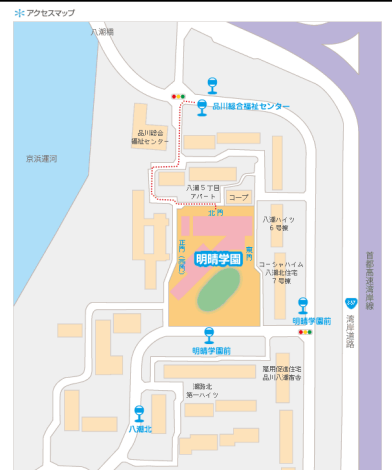 アクセスマップ
八潮橋
品川総合福祉センター
品川総合
福祉センター
京浜運河
八潮5丁目
アパート
コープ
北門
八潮ハイツ
6号棟
正門(西門)
東門
明晴学園
コーシャハイム
八潮北住宅
7号棟
首都高速湾岸線
357
湾岸道路
明晴学園前
明晴学園前
雇用促進住宅
品川八潮宿舎
潮路北
第一ハイツ
八潮北